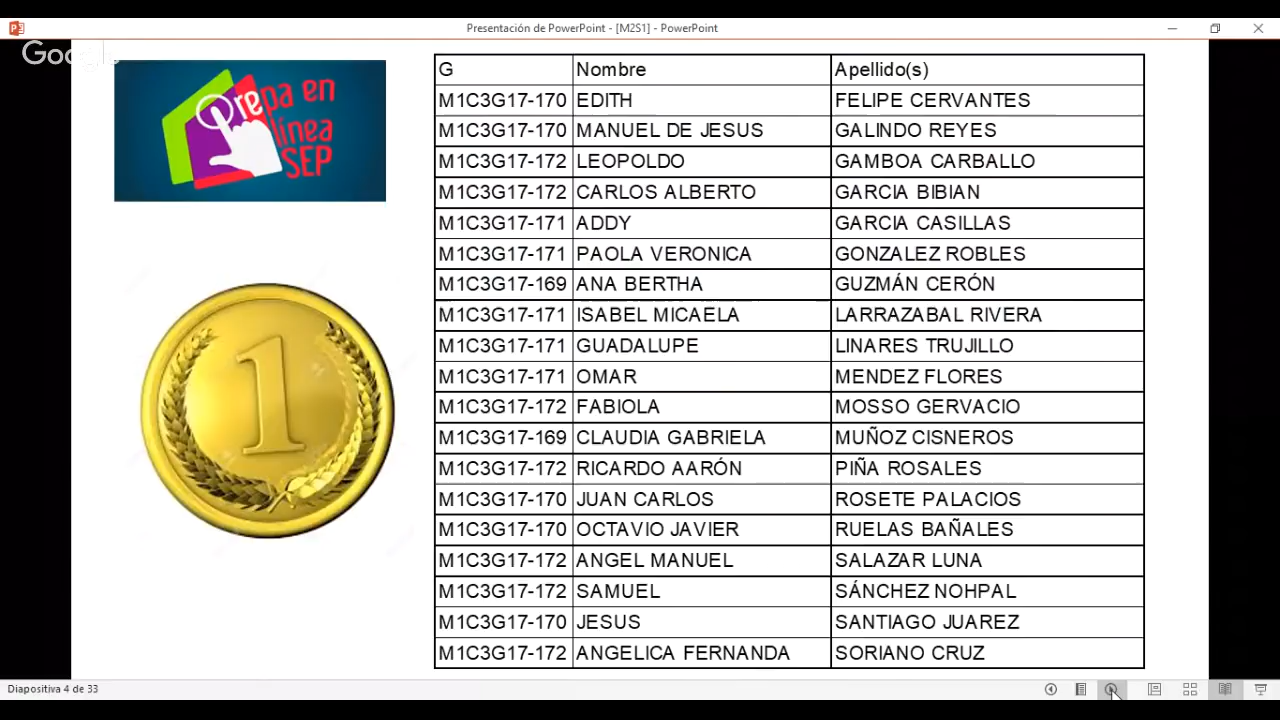 Presentación de PowerPoint - [M2S1] - PowerPoint
Google
prepa en
línea
SEP
1
G Nombre Apellido(s)
M1C3G17-170 EDITH FELIPE CERVANTES
M1C3G17-170 MANUEL DE JESUS GALINDO REYES
M1C3G17-172 LEOPOLDO GAMBOA CARBALLO
M1C3G17-172 CARLOS ALBERTO GARCIA BIBIAN
M1C3G17-171 ADDY GARCIA CASILLAS
M1C3G17-171 PAOLA VERONICA GONZALEZ ROBLES
M1C3G17-169 ANA BERTHA GUZMÁN CERÓN
M1C3G17-171 ISABEL MICAELA LARRAZABAL RIVERA
M1C3G17-171 GUADALUPE LINARES TRUJILLO
M1C3G17-171 OMAR MENDEZ FLORES
M1C3G17-172 FABIOLA MOSSO GERVACIO
M1C3G17-169 CLAUDIA GABRIELA MUÑOZ CISNEROS
M1C3G17-172 RICARDO AARÓN PIÑA ROSALES
M1C3G17-170 JUAN CARLOS ROSETE PALACIOS
M1C3G17-170 OCTAVIO JAVIER RUELAS BAÑALES
M1C3G17-172 ANGEL MANUEL SALAZAR LUNA
M1C3G17-172 SAMUEL SÁNCHEZ NOHPAL
M1C3G17-170 JESUS SANTIAGO JUAREZ
M1C3G17-172 ANGELICA FERNANDA SORIANO CRUZ
Diapositiva 4 de 33